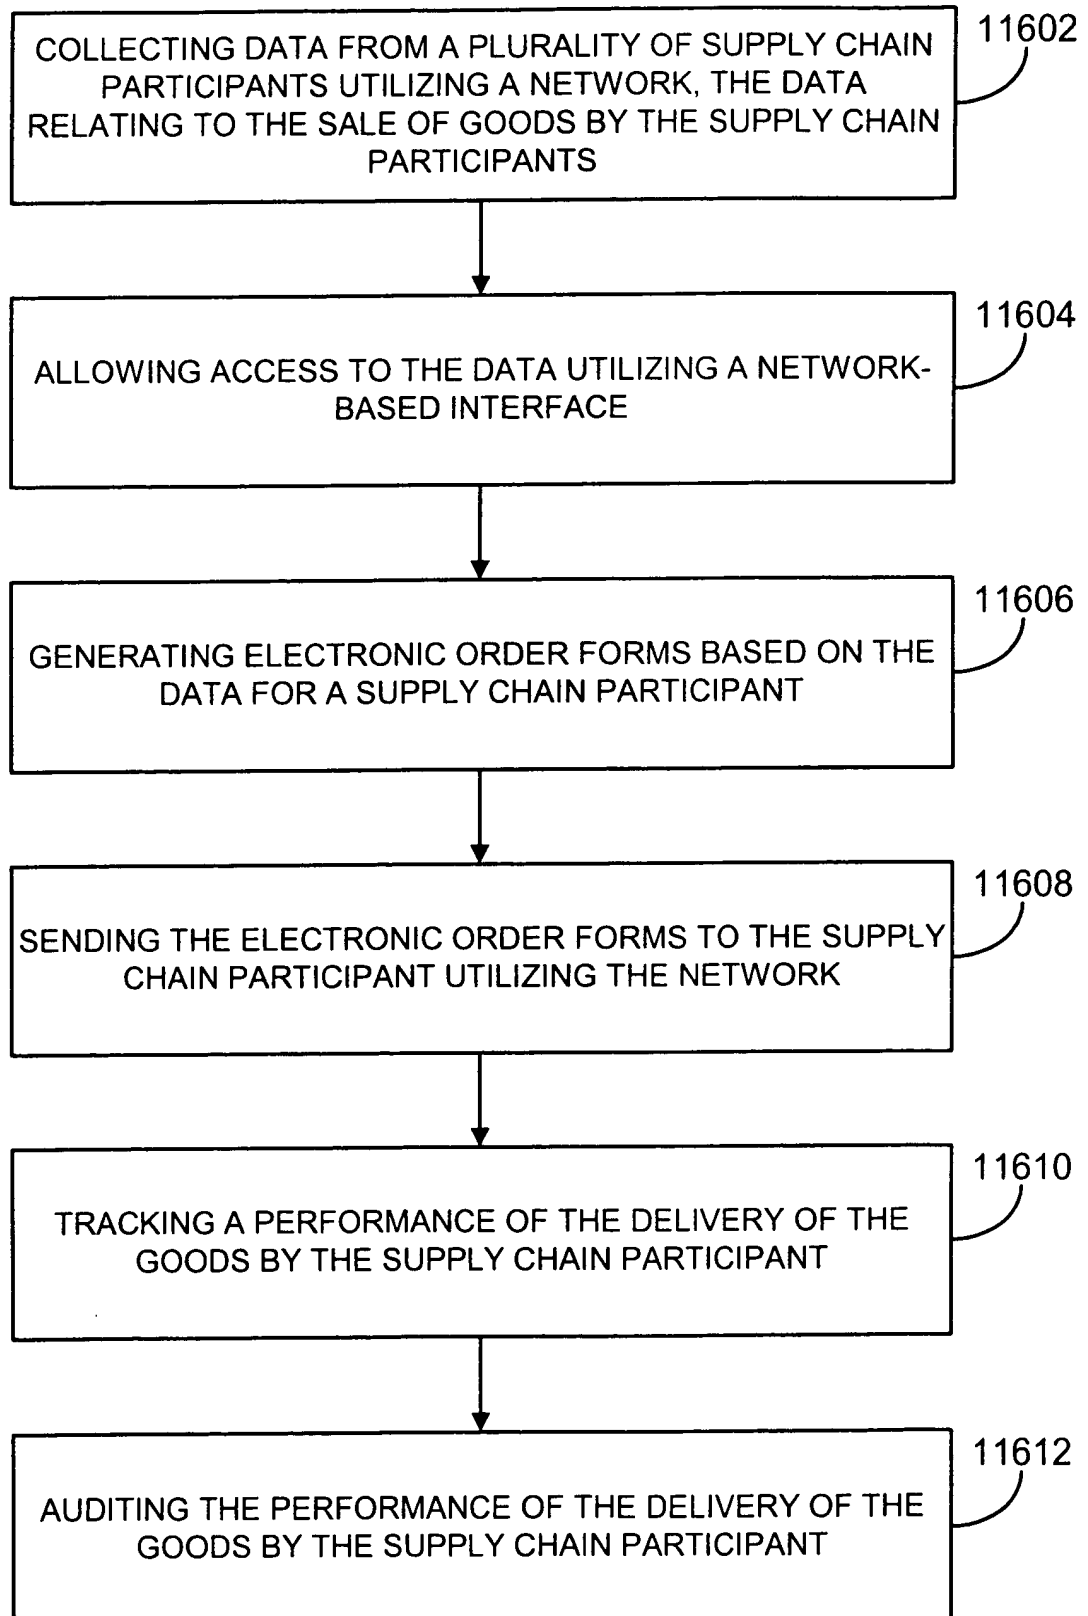 COLLECTING DATA FROM A PLURALITY OF SUPPLY CHAIN
PARTICIPANTS UTILIZING A NETWORK, THE DATA
RELATING TO THE SALE OF GOODS BY THE SUPPLY CHAIN
PARTICIPANTS
11602
ALLOWING ACCESS TO THE DATA UTILIZING A NETWORK-
BASED INTERFACE
11604
GENERATING ELECTRONIC ORDER FORMS BASED ON THE
DATA FOR A SUPPLY CHAIN PARTICIPANT
11606
SENDING THE ELECTRONIC ORDER FORMS TO THE SUPPLY
CHAIN PARTICIPANT UTILIZING THE NETWORK
11608
TRACKING A PERFORMANCE OF THE DELIVERY OF THE
GOODS BY THE SUPPLY CHAIN PARTICIPANT
11610
AUDITING THE PERFORMANCE OF THE DELIVERY OF THE
GOODS BY THE SUPPLY CHAIN PARTICIPANT
11612